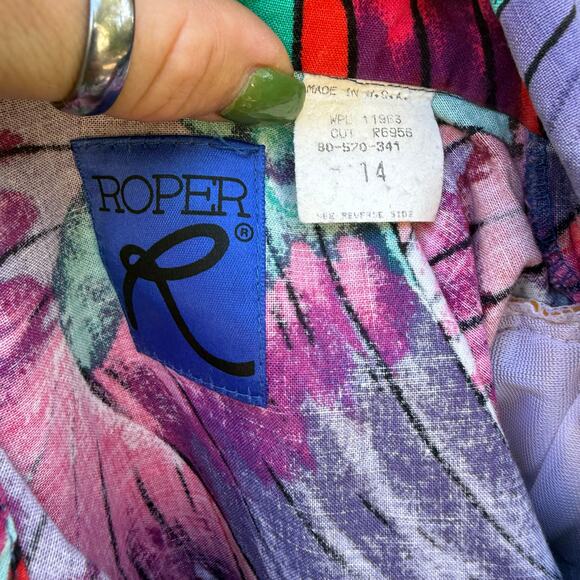 ROPER
R®
MADE IN U.S.A.
WPL 11963
CUT R6956
80-570-341
14
SEE REVERSE SIDE